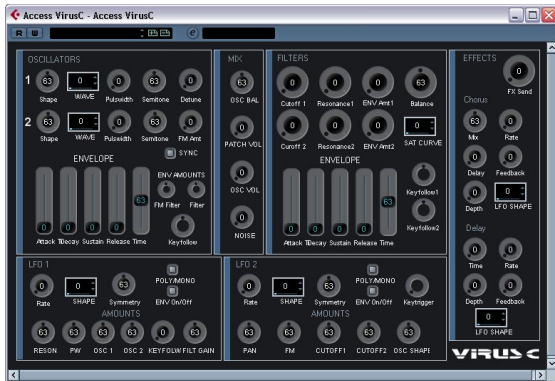 Access VirusC - Access VirusC
R W e
OSCILLATORS
1 63 0 0 63 0
Shape WAVE Pulswidth Semitone Detune
2 63 0 0 63 0
Shape WAVE Pulswidth Semitone FM Amt
SYNC
ENVELOPE
ENV AMOUNTS
0 0 0 0 63
FM Filter Filter
Attack TDecay Sustain Release Time
Keyfollow
MIX
63
OSC BAL
0
PATCH VOL
0
OSC VOL
0
NOISE
FILTERS
0 0 0 63
Cutoff 1 Resonance1 ENV Amt1 Balance
0 0 0 0
Cutoff 2 Resonance2 ENV Amt2 SAT CURVE
ENVELOPE
0 0 0 0 63
Attack TDecay Sustain Release Time
Keyfollow1
Keyfollow2
EFFECTS
0
FX Send
Chorus
63 0
Mix Rate
0 0
Delay Feedback
0 0
Depth LFO SHAPE
Delay
0 0
Time Rate
0 0
Depth Feedback
0
LFO SHAPE
LFO 1
0 0 63
Rate SHAPE Symmetry
POLY/MONO
ENV On/Off
AMOUNTS
63 63 63 63 63 63
RESON PW OSC 1 OSC 2 KEYFOLW FILT GAIN
LFO 2
0 0 63
Rate SHAPE Symmetry
POLY/MONO
ENV On/Off
Keytrigger
AMOUNTS
63 63 63 63 63
PAN FM CUTOFF1 CUTOFF2 OSC SHAPE
VIRUS C